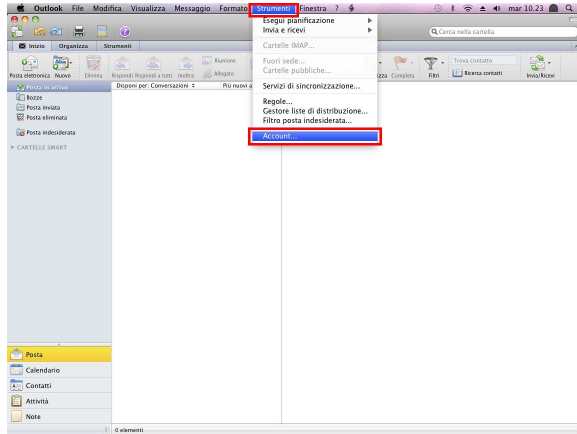 Outlook File Modifica Visualizza Messaggio Formato Strumenti Finestra ? mar 10.23
Esegui pianificazione
Invia e ricevi
Cerca nella cartella
Inizio Organizza Strumenti
Cartelle IMAP...
Riunione
Fuori sede...
Trova contatto
Allegato
Cartelle pubbliche...
Ricerca contatti
Posta elettronica Nuovo Elimina Rispondi Rispondi a tutti Inoltra Completa Filtri Invia/Ricevi
Posta in arrivo
Disponi per: Conversazioni Più nuovi
Servizi di sincronizzazione...
Bozze
Posta inviata
Regole...
Posta eliminata
Gestore liste di distribuzione...
Filtro posta indesiderata...
Posta indesiderata
Account...
CARTELLE SMART
Posta
Calendario
Contatti
Attività
Note
0 elementi